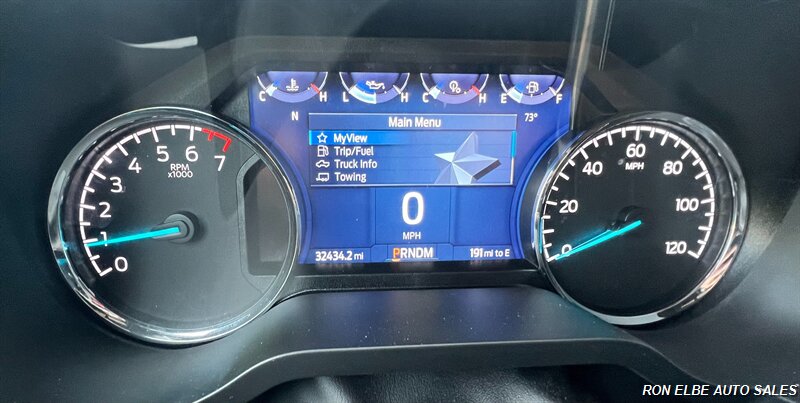 C H L H C H E F
N 73°
Main Menu
MyView
Trip/Fuel
Truck Info
Towing
0
MPH
32434.2 mi PRNDM 191 mi to E
0 1 2 3 4 5 6 7
RPM
x1000
0 20 40 60 80 100 120
MPH
RON ELBE AUTO SALES